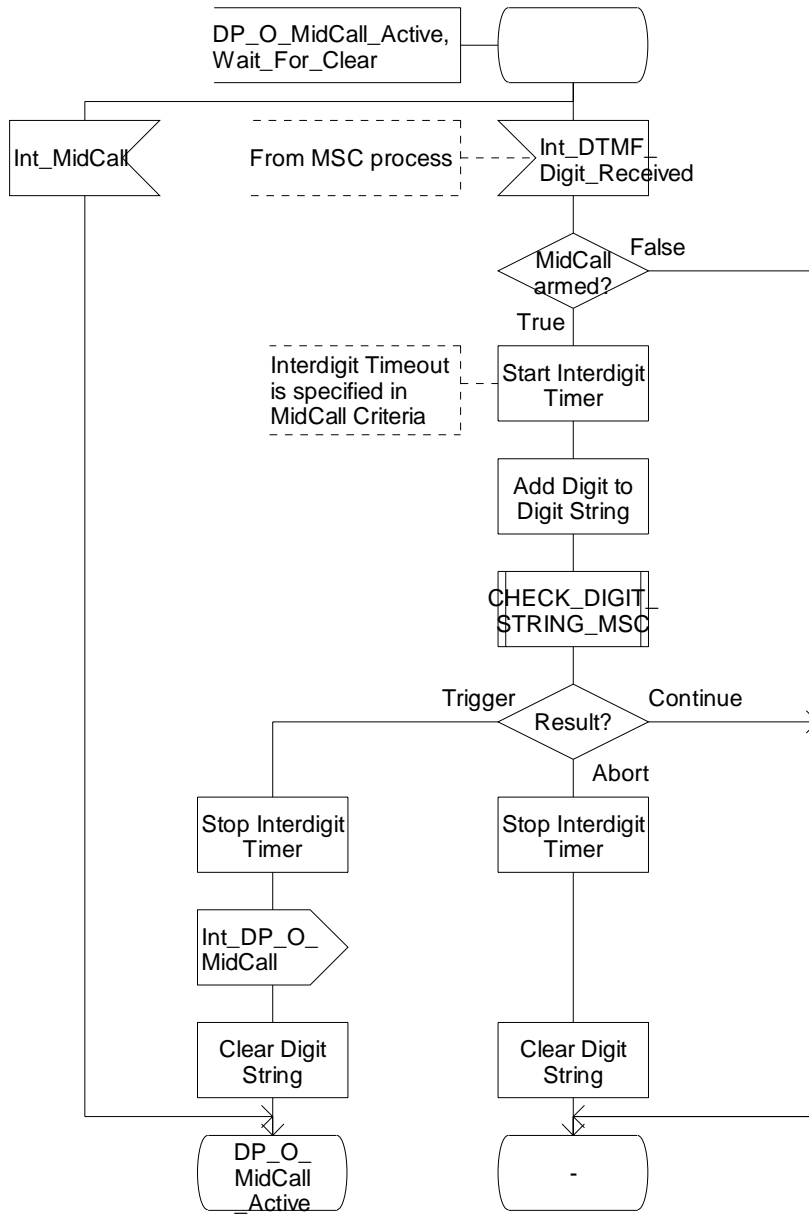 DP_O_MidCall_Active,
Wait_For_Clear
Int_MidCall
From MSC process
Int_DTMF_
Digit_Received
MidCall
armed?
False
True
Interdigit Timeout
is specified in
MidCall Criteria
Start Interdigit
Timer
Add Digit to
Digit String
CHECK_DIGIT_
STRING_MSC
Trigger
Result?
Continue
Abort
Stop Interdigit
Timer
Stop Interdigit
Timer
Int_DP_O_
MidCall
Clear Digit
String
Clear Digit
String
DP_O_
MidCall
_Active
-